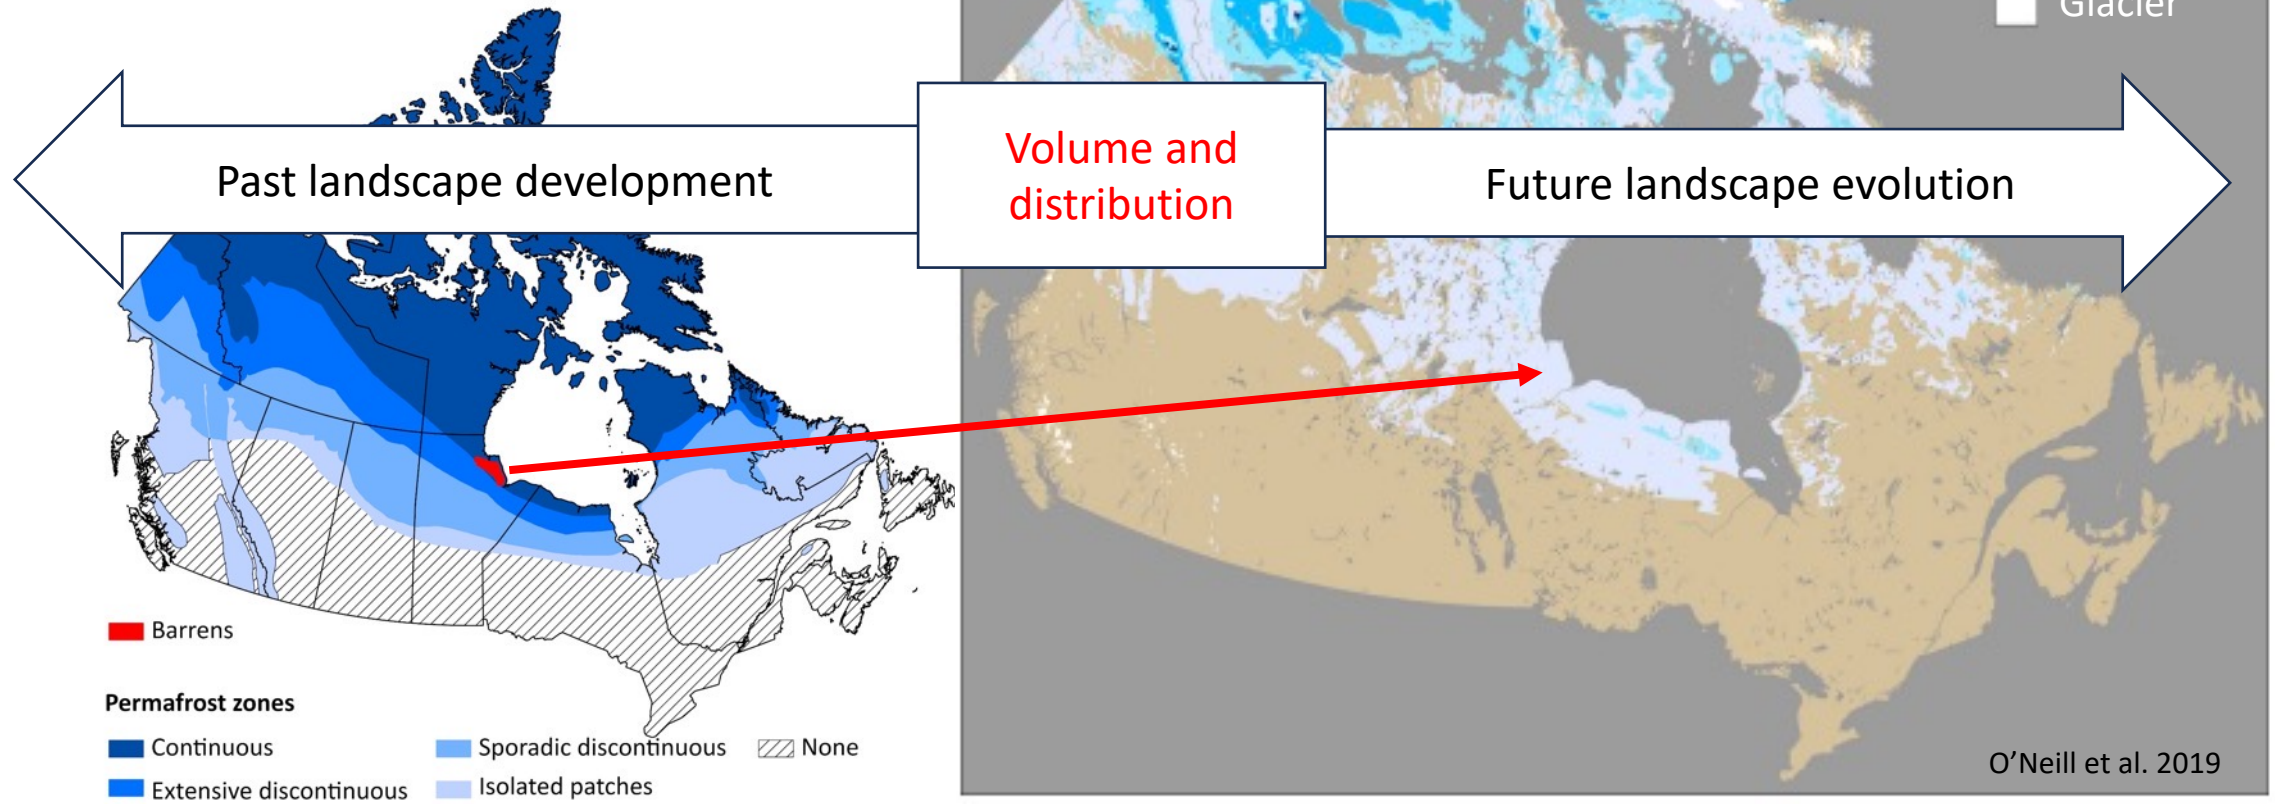 Glacier
Past landscape development
Volume and
distribution
Future landscape evolution
Barrens
Permafrost zones
Continuous
Sporadic discontinuous
None
Extensive discontinuous
Isolated patches
O’Neill et al. 2019